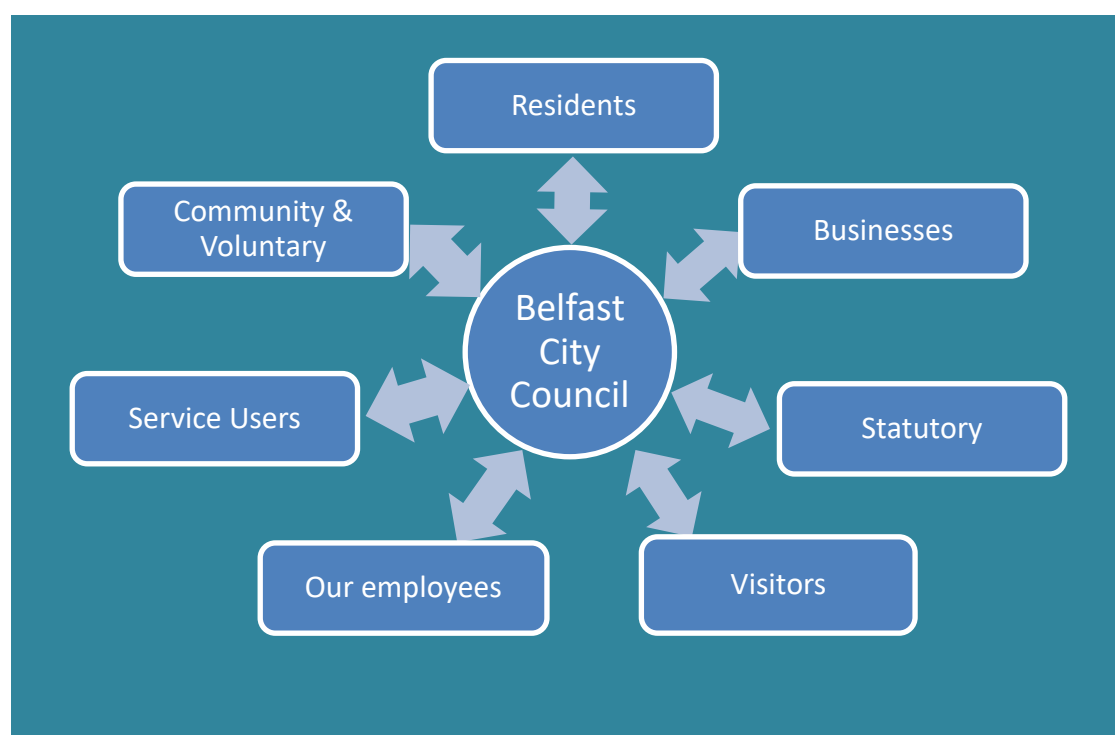 Residents
Community &
Voluntary
Businesses
Belfast
City
Council
Service Users
Statutory
Our employees
Visitors